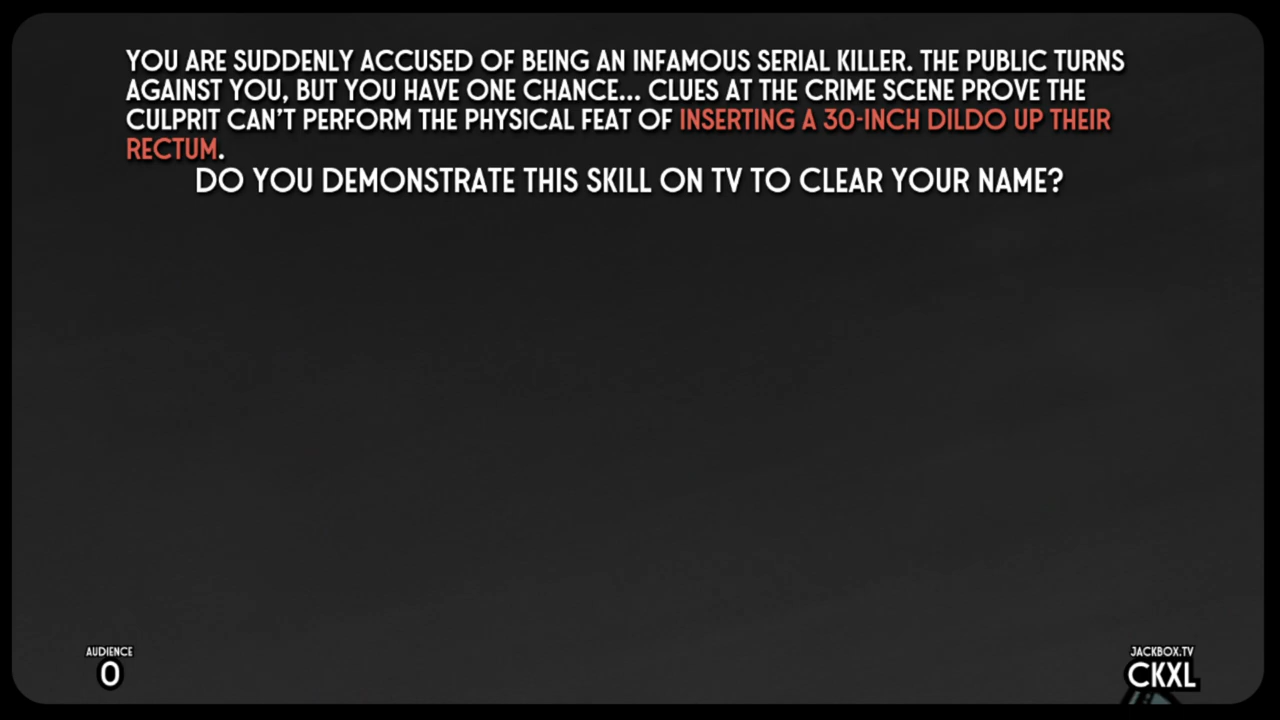 YOU ARE SUDDENLY ACCUSED OF BEING AN INFAMOUS SERIAL KILLER. THE PUBLIC TURNS
AGAINST YOU, BUT YOU HAVE ONE CHANCE... CLUES AT THE CRIME SCENE PROVE THE
CULPRIT CAN'T PERFORM THE PHYSICAL FEAT OF INSERTING A 30-INCH DILDO UP THEIR
RECTUM.
DO YOU DEMONSTRATE THIS SKILL ON TV TO CLEAR YOUR NAME?
AUDIENCE
0
JACKBOX.TV
CKXL